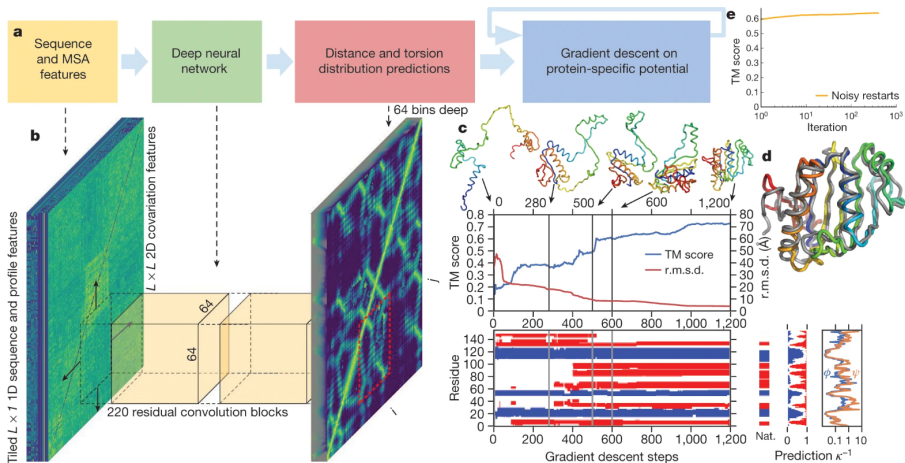 a
Sequence
and MSA
features
Deep neural
network
Distance and torsion
distribution predictions
Gradient descent on
protein-specific potential
e
TM score
0.6
0.4
0.2
0
10⁰ 10¹ 10² 10³
Iteration
Noisy restarts
b
64 bins deep
Tiled L × 1 1D sequence and profile features
L × L 2D covariation features
64
64
220 residual convolution blocks
j
i
c
0 280 500 600 1,200
TM score
0.8
0.7
0.6
0.5
0.4
0.3
0.2
0.1
TM score
r.m.s.d.
80
70
60
50
40
30
20
10
0
r.m.s.d. (Å)
0 200 400 600 800 1,000 1,200
d
Residue
140
120
100
80
60
40
20
0
0 200 400 600 800 1,000 1,200
Gradient descent steps
Nat.
0 1
ϕ ψ
0.1 1 10
Prediction κ⁻¹